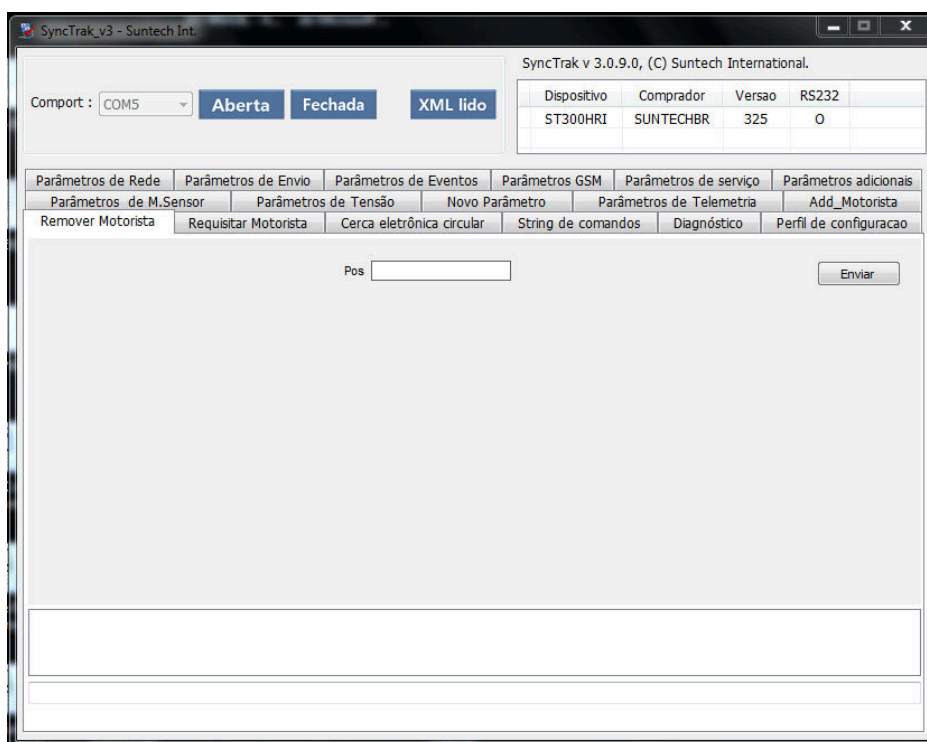 SyncTrak_v3 - Suntech Int.
SyncTrak v 3.0.9.0, (C) Suntech International.
Comport : COM5 Aberta Fechada XML lido
Dispositivo Comprador Versao RS232
ST300HRI SUNTECHBR 325 O
Parâmetros de Rede Parâmetros de Envio Parâmetros de Eventos Parâmetros GSM Parâmetros de serviço Parâmetros adicionais
Parâmetros de M.Sensor Parâmetros de Tensão Novo Parâmetro Parâmetros de Telemetria Add_Motorista
Remover Motorista Requisitar Motorista Cerca eletrônica circular String de comandos Diagnóstico Perfil de configuracao
Pos Enviar